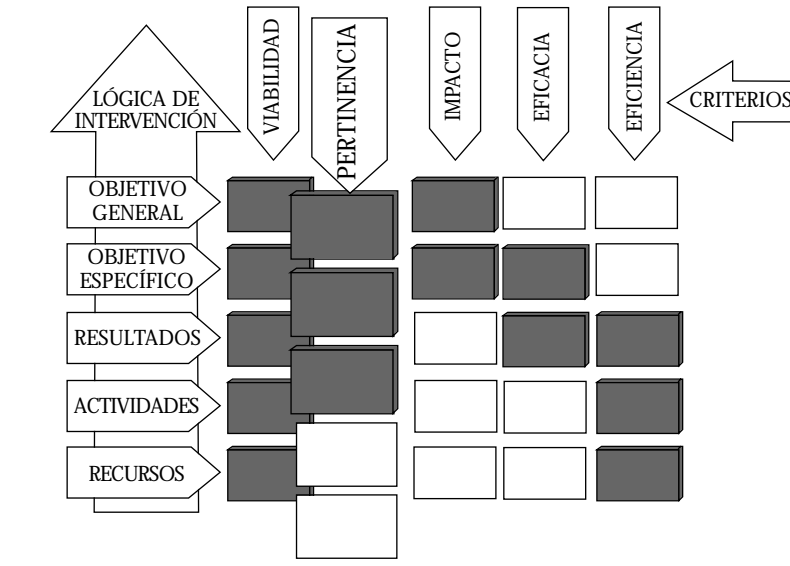 VIABILIDAD
PERTINENCIA
IMPACTO
EFICACIA
EFICIENCIA
CRITERIOS
LÓGICA DE
INTERVENCIÓN
OBJETIVO
GENERAL
OBJETIVO
ESPECÍFICO
RESULTADOS
ACTIVIDADES
RECURSOS